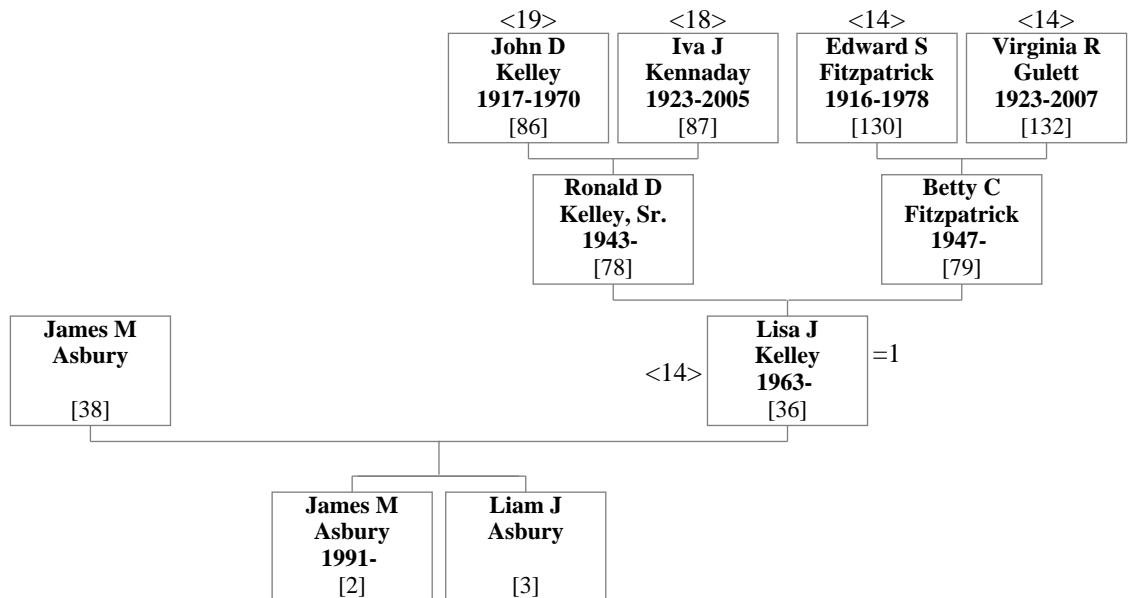 <19> <18> <14> <14>
John D
Kelley
1917-1970
[86]
Iva J
Kennaday
1923-2005
[87]
Edward S
Fitzpatrick
1916-1978
[130]
Virginia R
Gulett
1923-2007
[132]
Ronald D
Kelley, Sr.
1943-
[78]
Betty C
Fitzpatrick
1947-
[79]
James M
Asbury
[38]
<14>
Lisa J
Kelley
1963-
[36]
=1
James M
Asbury
1991-
[2]
Liam J
Asbury
[3]